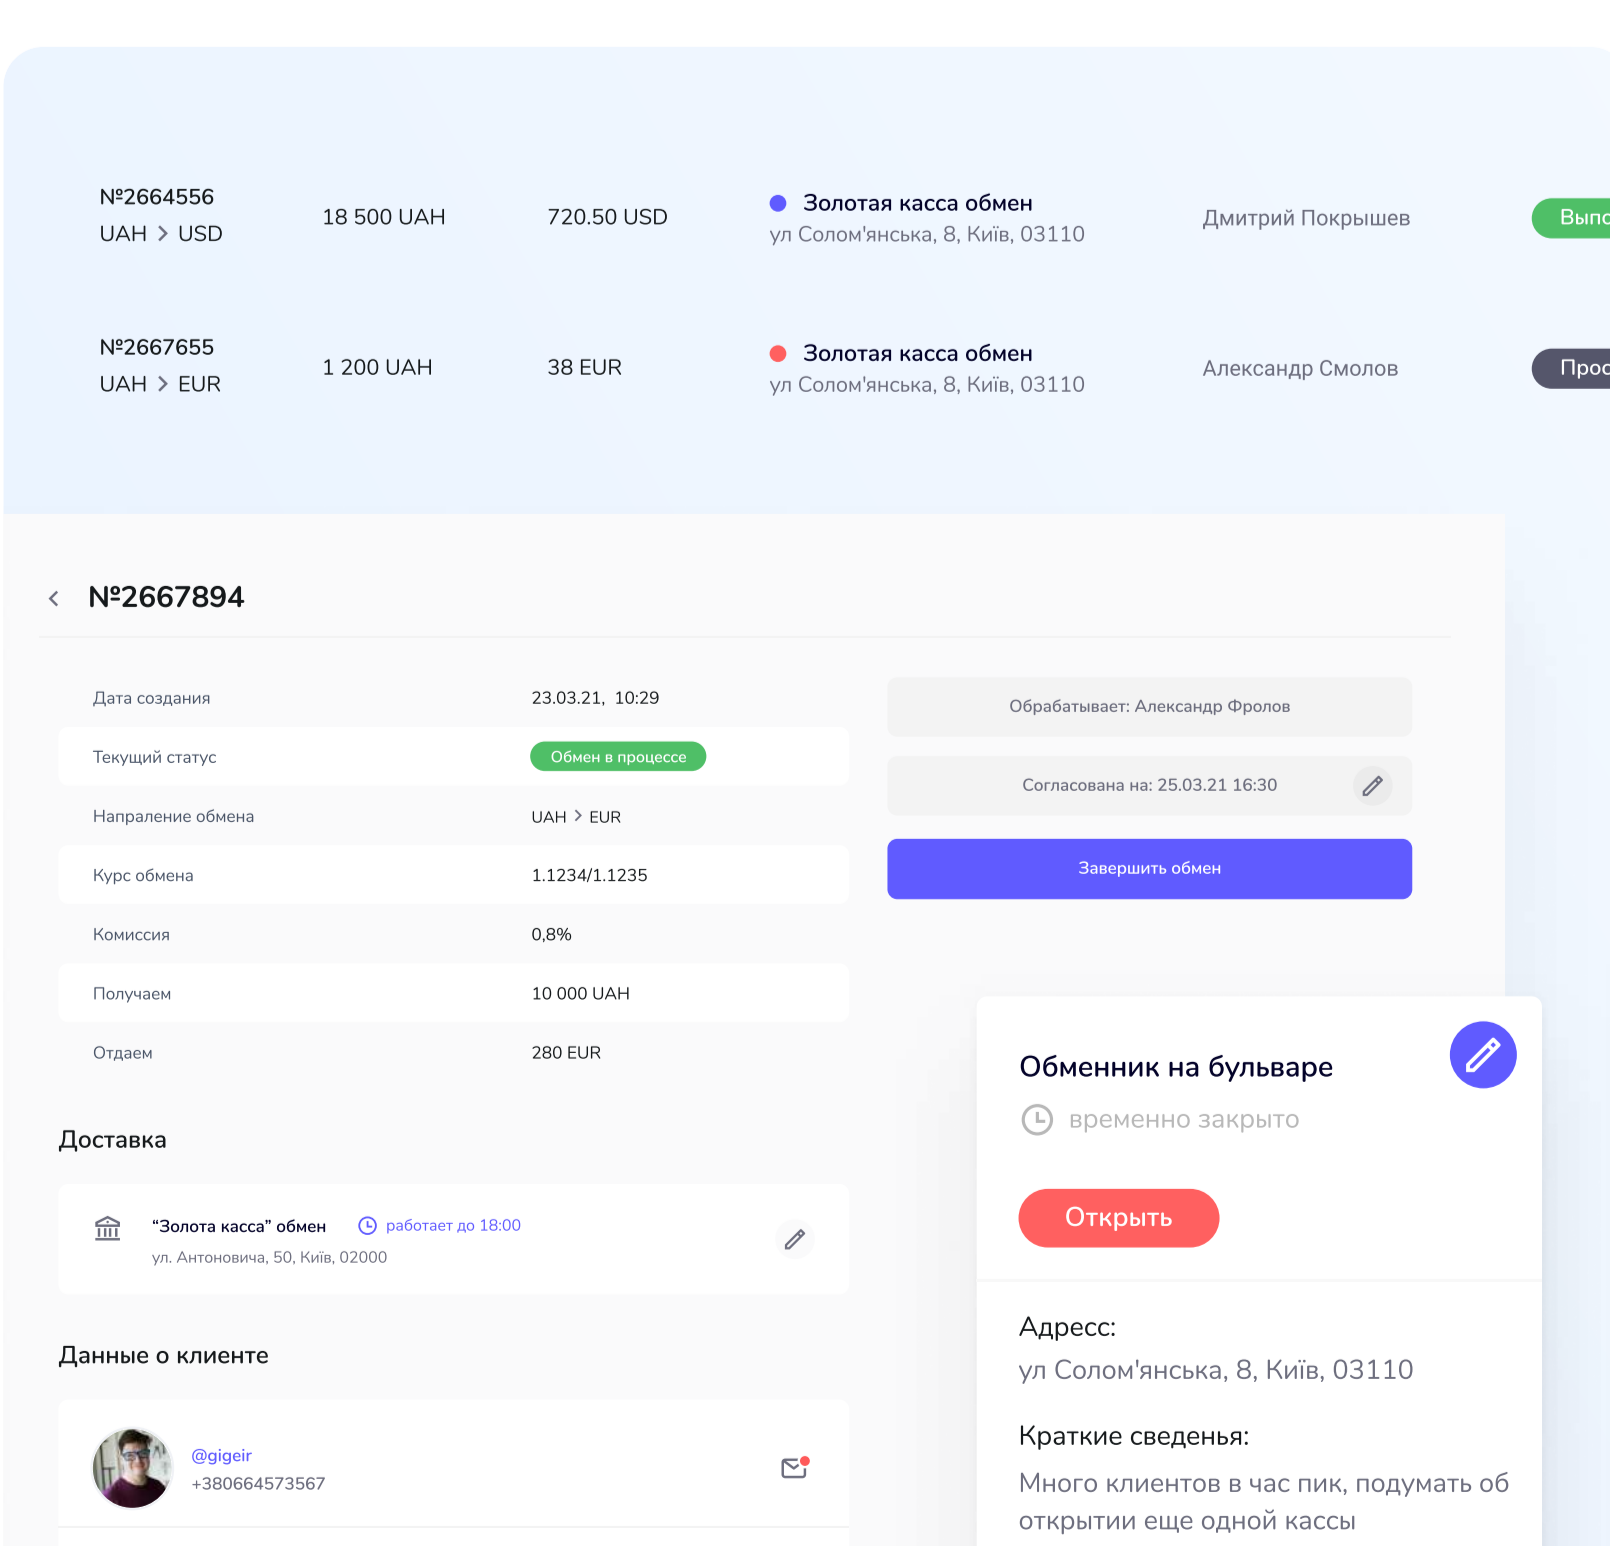 №2664556
UAH > USD
18 500 UAH
720.50 USD
Золотая касса обмен
ул Солом'янська, 8, Київ, 03110
Дмитрий Покрышев
№2667655
UAH > EUR
1 200 UAH
38 EUR
Золотая касса обмен
ул Солом'янська, 8, Київ, 03110
Александр Смолов
№2667894
Дата создания
23.03.21, 10:29
Текущий статус
Обмен в процессе
Напраление обмена
UAH > EUR
Курс обмена
1.1234/1.1235
Комиссия
0,8%
Получаем
10 000 UAH
Отдаем
280 EUR
Обрабатывает: Александр Фролов
Согласована на: 25.03.21 16:30
Завершить обмен
Доставка
“Золота касса” обмен
работает до 18:00
ул. Антоновича, 50, Київ, 02000
Данные о клиенте
@gigeir
+380664573567
Обменник на бульваре
временно закрыто
Открыть
Адресс:
ул Солом'янська, 8, Київ, 03110
Краткие сведенья:
Много клиентов в час пик, подумать об
открытии еще одной кассы